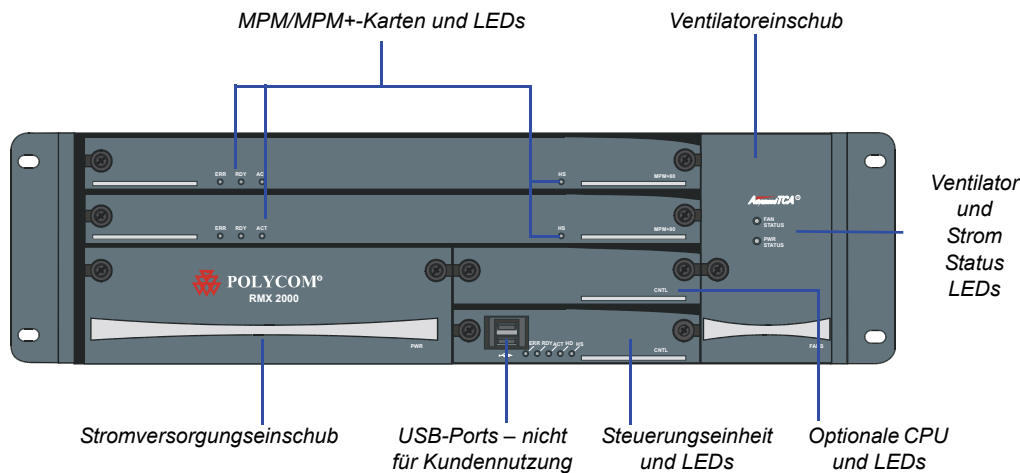 MPM/MPM+-Karten und LEDs
Ventilatoreinschub
ERR RDY ACT
HS
MPM+80
ERR RDY ACT
HS
MPM+80
AdvancedTCA®
FAN
STATUS
PWR
STATUS
Ventilator
und
Strom
Status
LEDs
POLYCOM®
RMX 2000
CNTL
PWR
ERR RDY ACT HD HS
CNTL
FANS
Stromversorgungseinschub
USB-Ports – nicht
für Kundennutzung
Steuerungseinheit
und LEDs
Optionale CPU
und LEDs